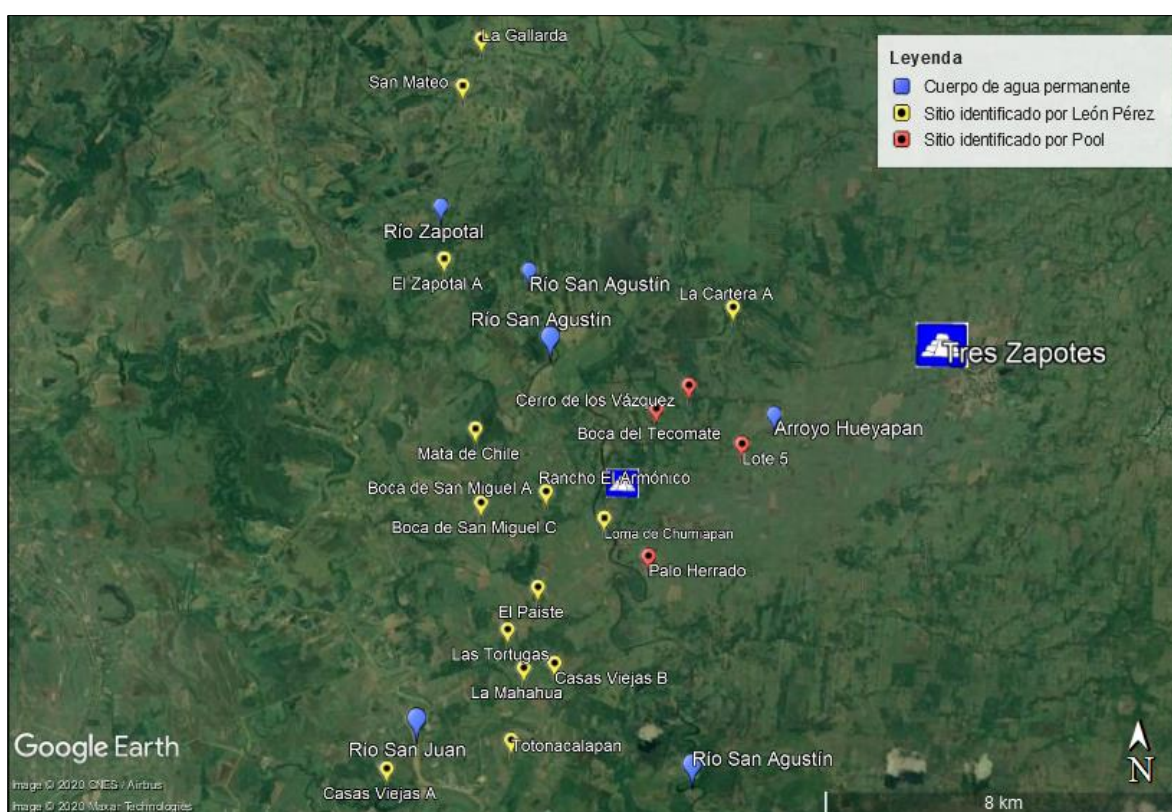 La Gallarda
San Mateo
Leyenda
Cuerpo de agua permanente
Sitio identificado por León Pérez
Sitio identificado por Pool
Río Zapotal
El Zapotal A
Río San Agustín
La Cartera A
Río San Agustín
Tres Zapotes
Cerro de los Vázquez
Boca del Tecomate
Arroyo Hueyapan
Mata de Chile
Lote 5
Rancho El Armónico
Boca de San Miguel A
Boca de San Miguel C
Loma de Chumiapan
Palo Herrado
El Paiste
Las Tortugas
Casas Viejas B
La Mahahua
Río San Juan
Totonacalapan
Río San Agustín
Casas Viejas A
Google Earth
Image © 2020 CNES / Airbus
Image © 2020 Maxar Technologies
N
8 km